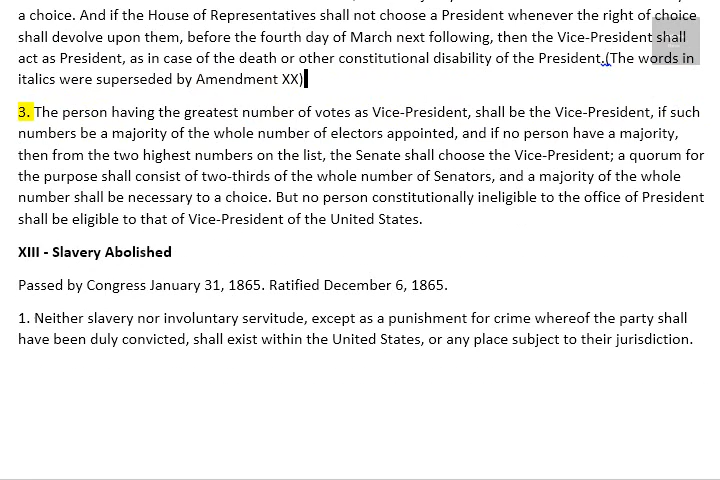 a choice. And if the House of Representatives shall not choose a President whenever the right of choice
shall devolve upon them, before the fourth day of March next following, then the Vice-President shall
act as President, as in case of the death or other constitutional disability of the President.(The words in
italics were superseded by Amendment XX)
3. The person having the greatest number of votes as Vice-President, shall be the Vice-President, if such
numbers be a majority of the whole number of electors appointed, and if no person have a majority,
then from the two highest numbers on the list, the Senate shall choose the Vice-President; a quorum for
the purpose shall consist of two-thirds of the whole number of Senators, and a majority of the whole
number shall be necessary to a choice. But no person constitutionally ineligible to the office of President
shall be eligible to that of Vice-President of the United States.
XIII - Slavery Abolished
Passed by Congress January 31, 1865. Ratified December 6, 1865.
1. Neither slavery nor involuntary servitude, except as a punishment for crime whereof the party shall
have been duly convicted, shall exist within the United States, or any place subject to their jurisdiction.